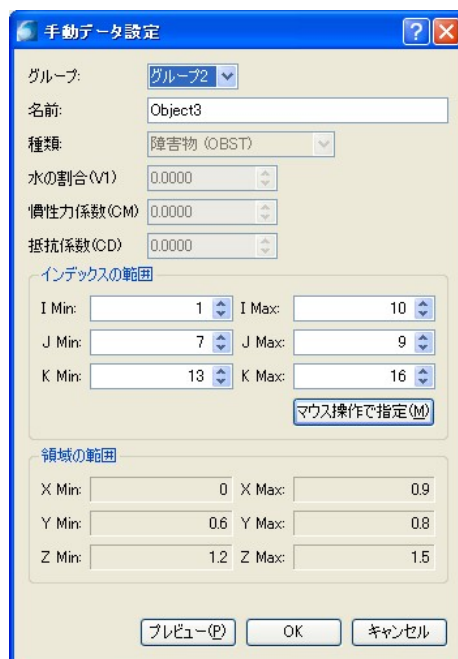 手動データ設定
グループ: グループ2
名前: Object3
種類: 障害物 (OBST)
水の割合(V1) 0.0000
慣性力係数(CM) 0.0000
抵抗係数(CD) 0.0000
インデックスの範囲
I Min: 1 I Max: 10
J Min: 7 J Max: 9
K Min: 13 K Max: 16
マウス操作で指定(M)
領域の範囲
X Min: 0 X Max: 0.9
Y Min: 0.6 Y Max: 0.8
Z Min: 1.2 Z Max: 1.5
プレビュー(P) OK キャンセル